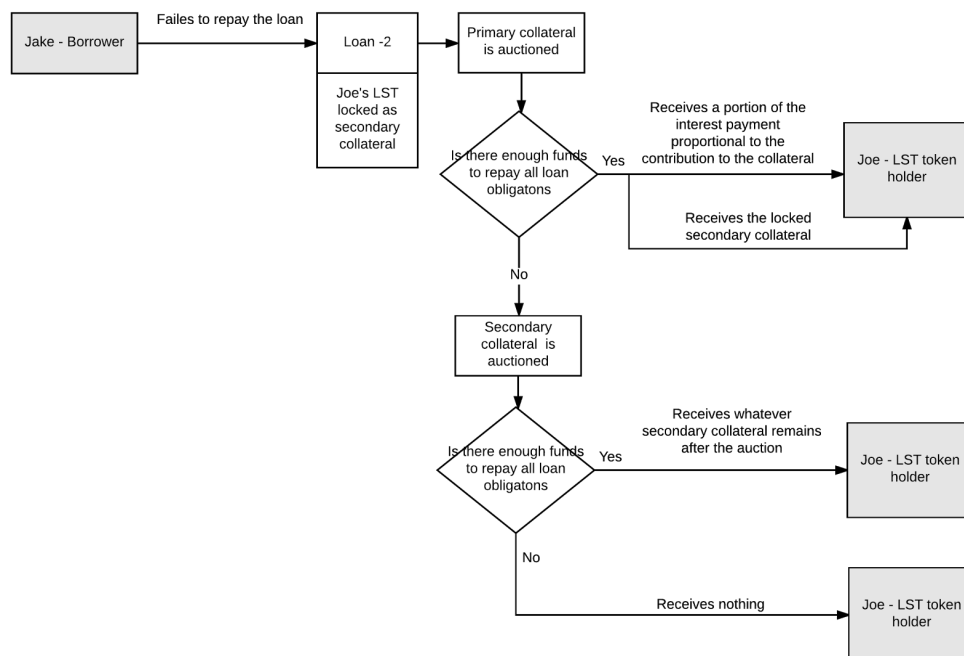 Failes to repay the loan
Jake - Borrower
Loan -2
Primary collateral
is auctioned
Joe's LST
locked as
secondary
collateral
Receives a portion of the
interest payment
proportional to the
contribution to the collateral
Is there enough funds
to repay all loan
obligatons
Yes
Joe - LST token
holder
Receives the locked
secondary collateral
No
Secondary
collateral is
auctioned
Receives whatever
secondary collateral remains
after the auction
Is there enough funds
to repay all loan
obligatons
Yes
Joe - LST token
holder
No
Receives nothing
Joe - LST token
holder